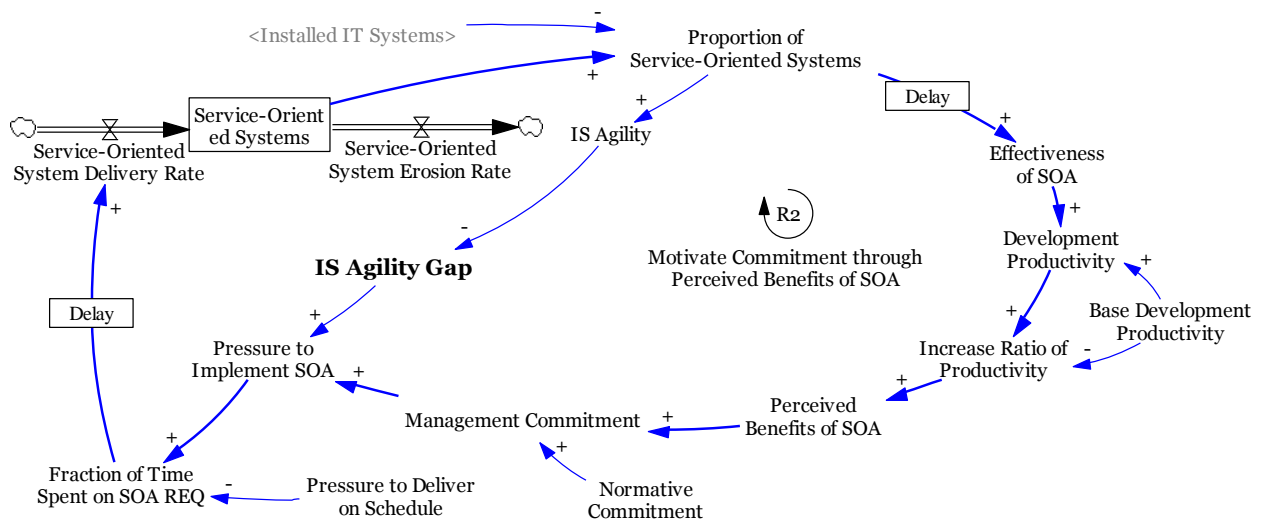 <Installed IT Systems>
-
Proportion of
Service-Oriented Systems
+
Delay
Service-Orient
ed Systems
+
IS Agility
+
Effectiveness
of SOA
Service-Oriented
System Delivery Rate
Service-Oriented
System Erosion Rate
+
-
R2
+
Development
Productivity
Motivate Commitment through
Perceived Benefits of SOA
IS Agility Gap
+
Delay
+
+
Base Development
Productivity
Pressure to
Implement SOA
+
Increase Ratio of
Productivity
-
+
Management Commitment
+
Perceived
Benefits of SOA
+
+
Fraction of Time
Spent on SOA REQ
-
Pressure to Deliver
on Schedule
Normative
Commitment